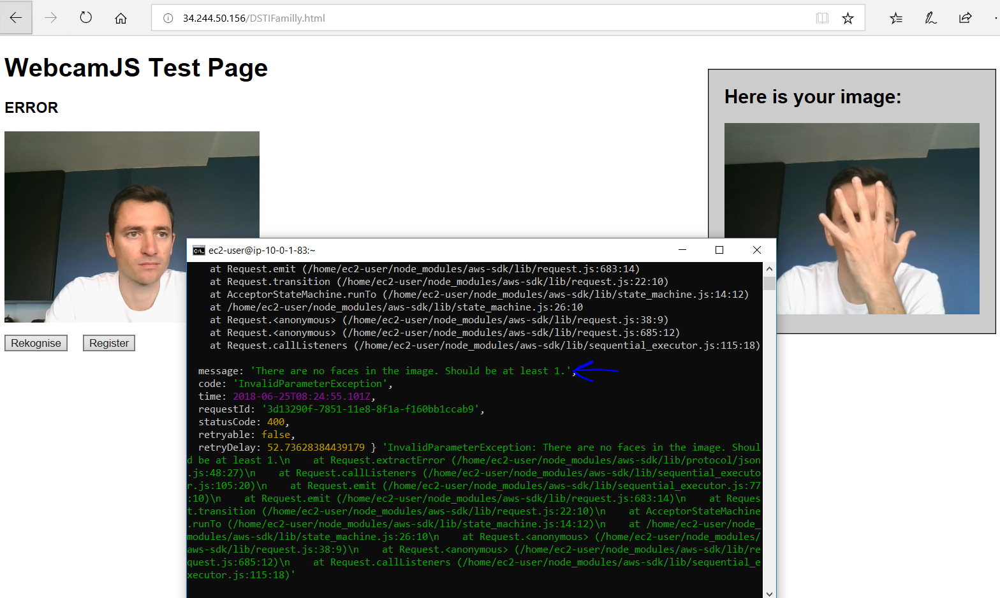 34.244.50.156/DSTIFamilly.html
WebcamJS Test Page
ERROR
Here is your image:
Rekognise
Register
ec2-user@ip-10-0-1-83:~
at Request.emit (/home/ec2-user/node_modules/aws-sdk/lib/request.js:683:14)
at Request.transition (/home/ec2-user/node_modules/aws-sdk/lib/request.js:22:10)
at AcceptorStateMachine.runTo (/home/ec2-user/node_modules/aws-sdk/lib/state_machine.js:14:12)
at /home/ec2-user/node_modules/aws-sdk/lib/state_machine.js:26:10
at Request.<anonymous> (/home/ec2-user/node_modules/aws-sdk/lib/request.js:38:9)
at Request.<anonymous> (/home/ec2-user/node_modules/aws-sdk/lib/request.js:685:12)
at Request.callListeners (/home/ec2-user/node_modules/aws-sdk/lib/sequential_executor.js:115:18)
message: 'There are no faces in the image. Should be at least 1.',
code: 'InvalidParameterException',
time: 2018-06-25T08:24:55.101Z,
requestId: '3d13290f-7851-11e8-8f1a-f160bb1ccab9',
statusCode: 400,
retryable: false,
retryDelay: 52.73628384439179 } 'InvalidParameterException: There are no faces in the image. Shoul
d be at least 1.\n    at Request.extractError (/home/ec2-user/node_modules/aws-sdk/lib/protocol/json
.js:48:27)\n    at Request.callListeners (/home/ec2-user/node_modules/aws-sdk/lib/sequential_executo
r.js:105:20)\n    at Request.emit (/home/ec2-user/node_modules/aws-sdk/lib/sequential_executor.js:77
:10)\n    at Request.emit (/home/ec2-user/node_modules/aws-sdk/lib/request.js:683:14)\n    at Reques
t.transition (/home/ec2-user/node_modules/aws-sdk/lib/request.js:22:10)\n    at AcceptorStateMachine
.runTo (/home/ec2-user/node_modules/aws-sdk/lib/state_machine.js:14:12)\n    at /home/ec2-user/node_
modules/aws-sdk/lib/state_machine.js:26:10\n    at Request.<anonymous> (/home/ec2-user/node_modules/
aws-sdk/lib/request.js:38:9)\n    at Request.<anonymous> (/home/ec2-user/node_modules/aws-sdk/lib/re
quest.js:685:12)\n    at Request.callListeners (/home/ec2-user/node_modules/aws-sdk/lib/sequential_e
xecutor.js:115:18)'